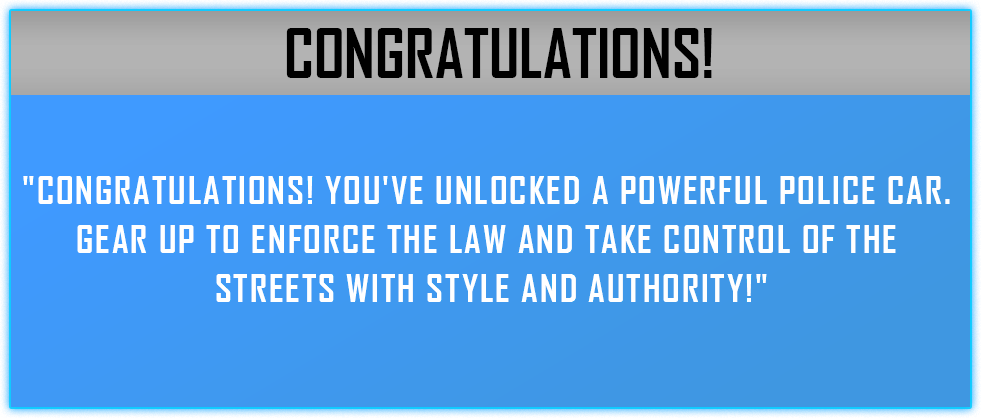 CONGRATULATIONS!
"CONGRATULATIONS! YOU'VE UNLOCKED A POWERFUL POLICE CAR.
GEAR UP TO ENFORCE THE LAW AND TAKE CONTROL OF THE
STREETS WITH STYLE AND AUTHORITY!"